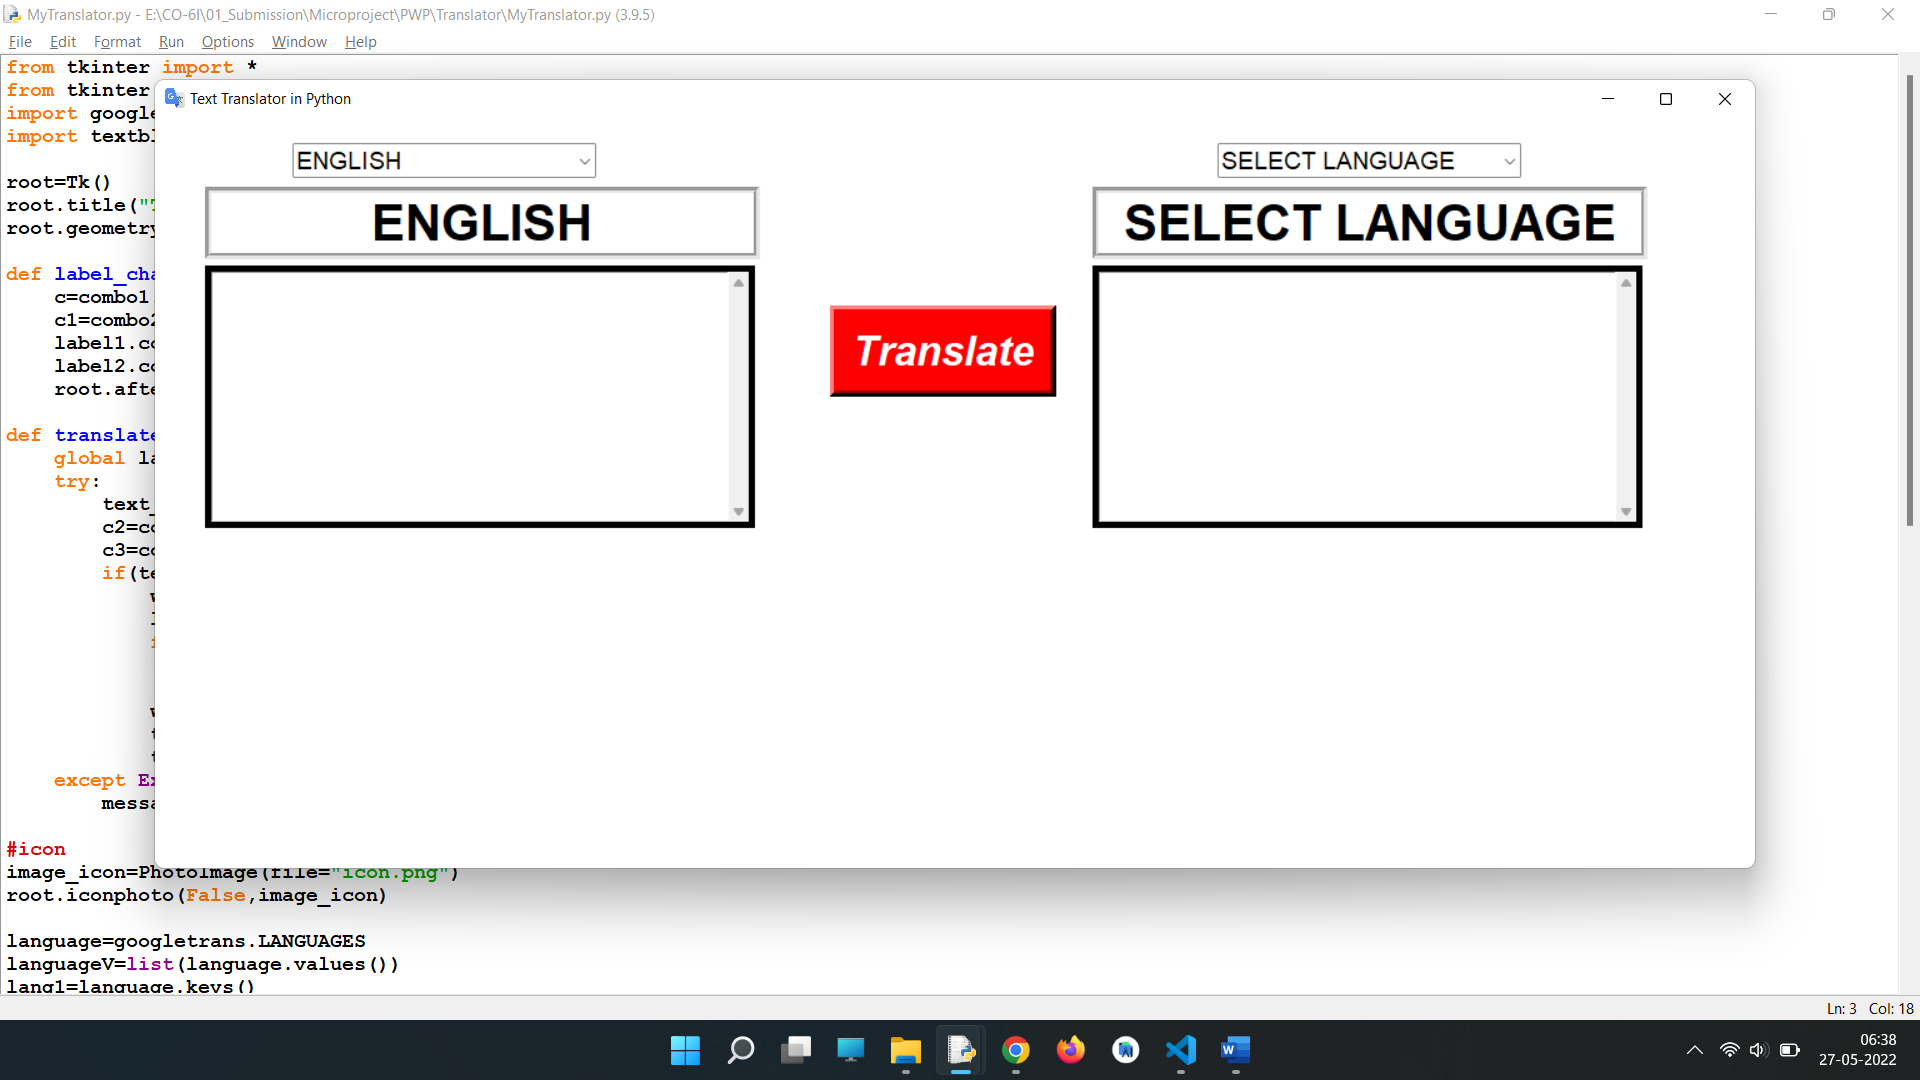 MyTranslator.py - E:\CO-6I\01_Submission\Microproject\PWP\Translator\MyTranslator.py (3.9.5)
File Edit Format Run Options Window Help
from tkinter import *
from tkinter
import google
import textbl
root=Tk()
root.title("T
root.geometry
def label_cha
c=combo1.
c1=combo2
label1.co
label2.co
root.afte
def translate
global la
try:
text_
c2=co
c3=co
if(te
except Ex
messa
#icon
image_icon=PhotoImage(file="icon.png")
root.iconphoto(False,image_icon)
language=googletrans.LANGUAGES
languageV=list(language.values())
lang1=language.keys()
Text Translator in Python
ENGLISH
SELECT LANGUAGE
ENGLISH
SELECT LANGUAGE
Translate
Ln: 3 Col: 18
06:38
27-05-2022